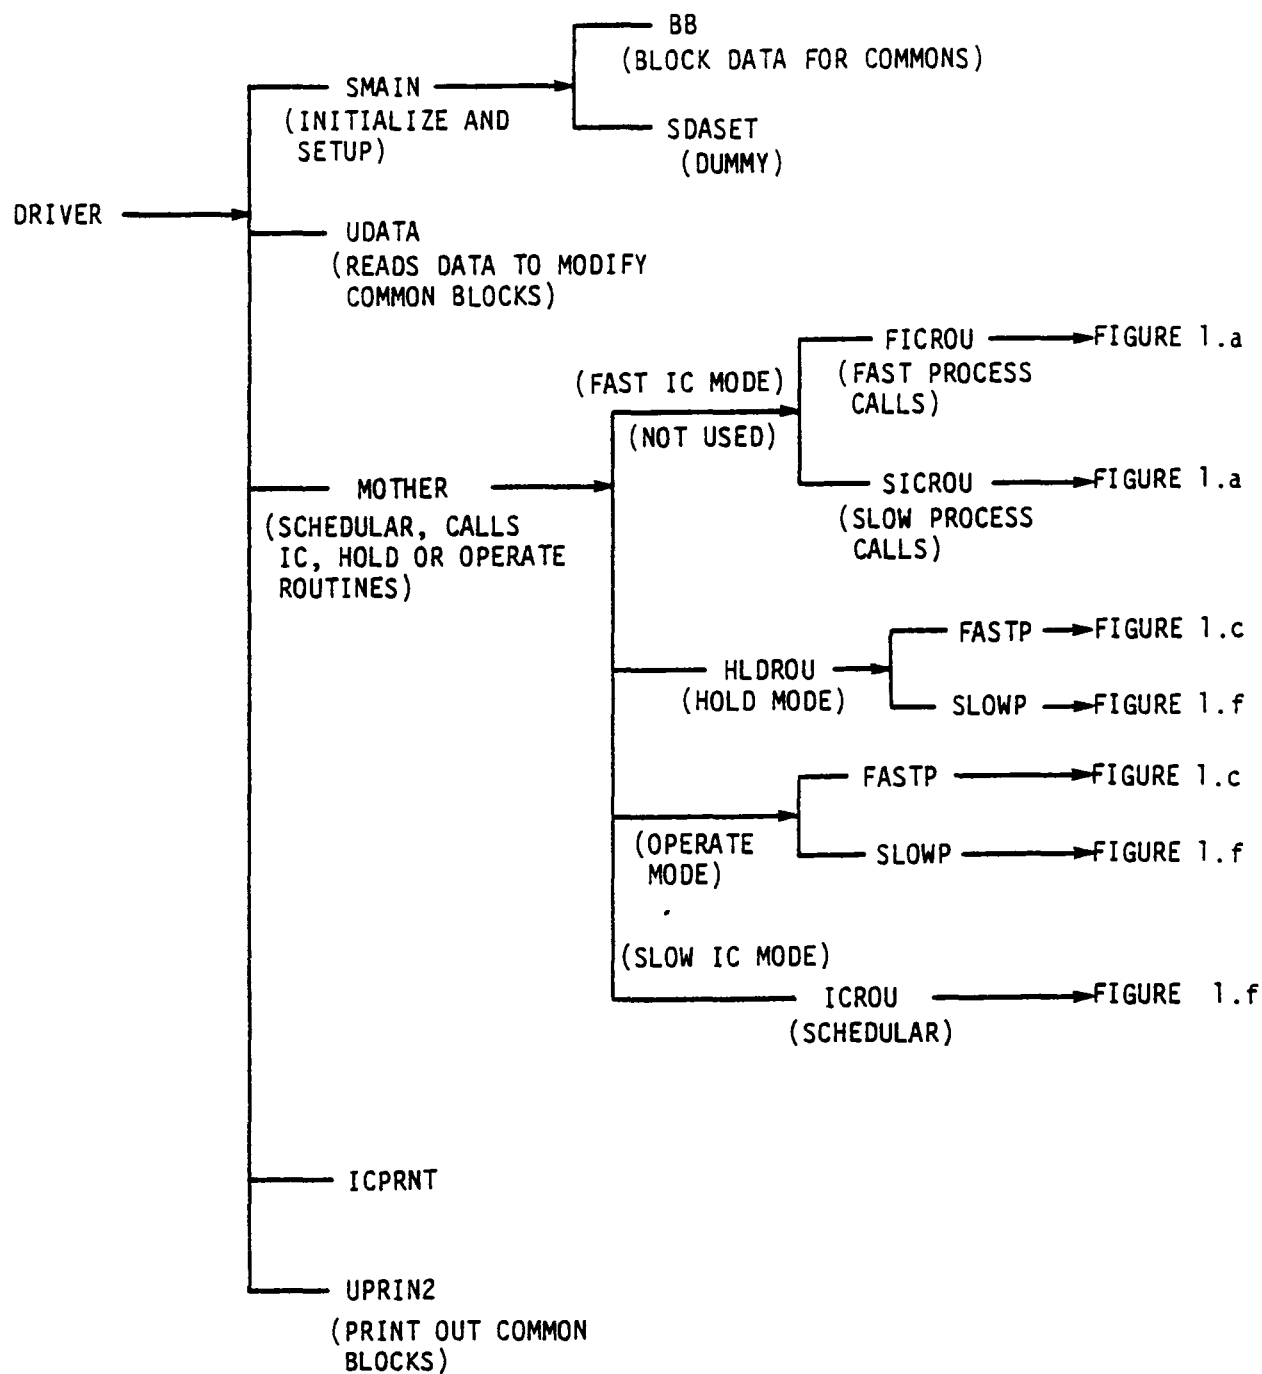 BB
(BLOCK DATA FOR COMMONS)
SMAIN
(INITIALIZE AND
SETUP)
SDASET
(DUMMY)
DRIVER
UDATA
(READS DATA TO MODIFY
COMMON BLOCKS)
(FAST IC MODE)
(NOT USED)
FICROU
FIGURE 1.a
(FAST PROCESS
CALLS)
SICROU
FIGURE 1.a
(SLOW PROCESS
CALLS)
MOTHER
(SCHEDULAR, CALLS
IC, HOLD OR OPERATE
ROUTINES)
HLDROU
(HOLD MODE)
FASTP
FIGURE 1.c
SLOWP
FIGURE 1.f
(OPERATE
MODE)
FASTP
FIGURE 1.c
SLOWP
FIGURE 1.f
(SLOW IC MODE)
ICROU
FIGURE 1.f
(SCHEDULAR)
ICPRNT
UPRIN2
(PRINT OUT COMMON
BLOCKS)